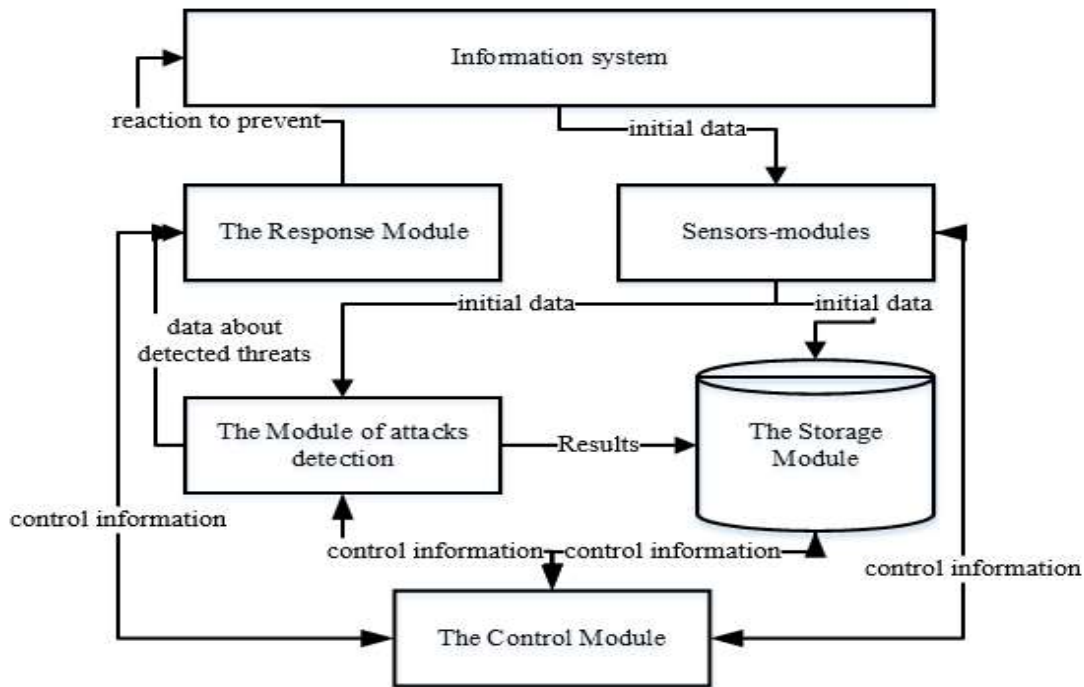 Information system
reaction to prevent
initial data
The Response Module
Sensors-modules
initial data
initial data
data about
detected threats
The Module of attacks
detection
Results
The Storage
Module
control information
control information
control information
control information
The Control Module